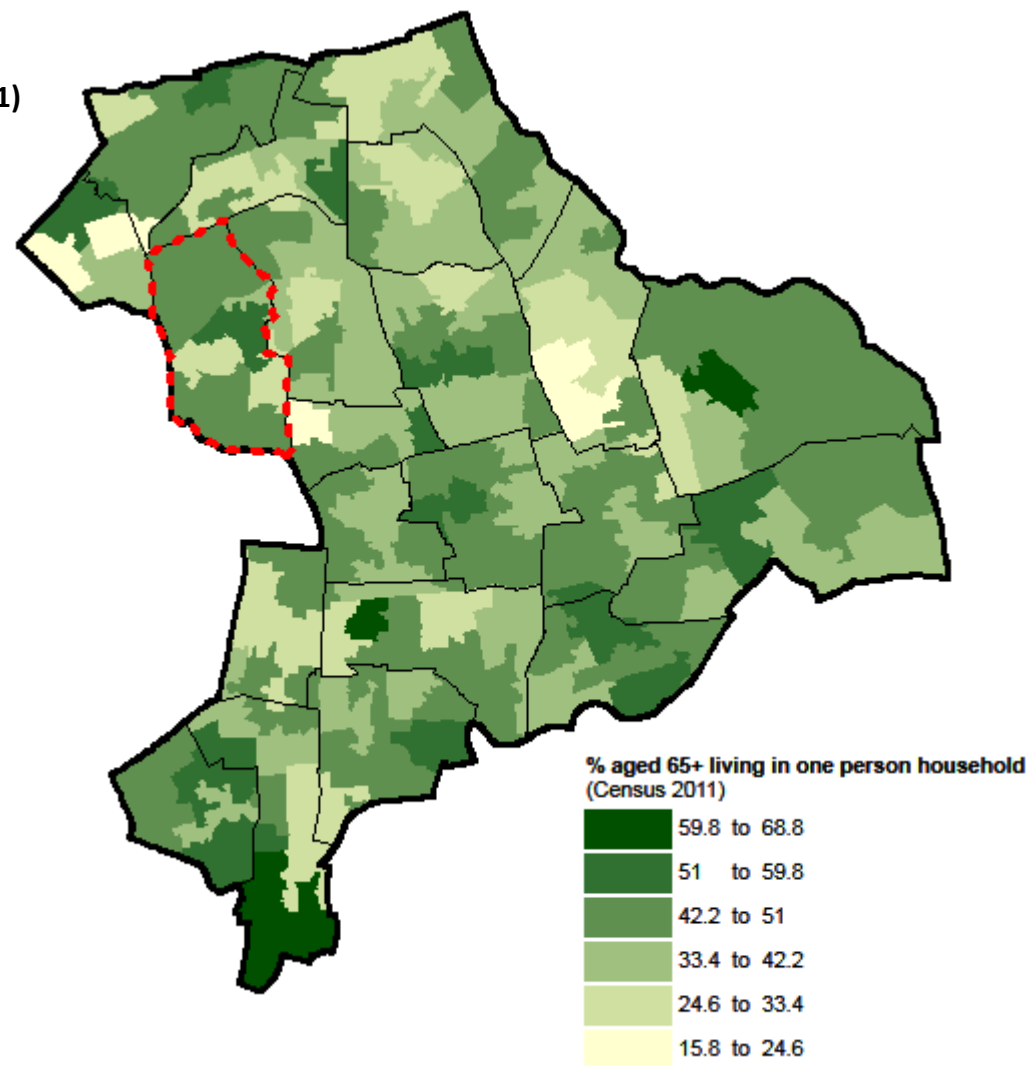 1)
% aged 65+ living in one person household
(Census 2011)
59.8 to 68.8
51 to 59.8
42.2 to 51
33.4 to 42.2
24.6 to 33.4
15.8 to 24.6